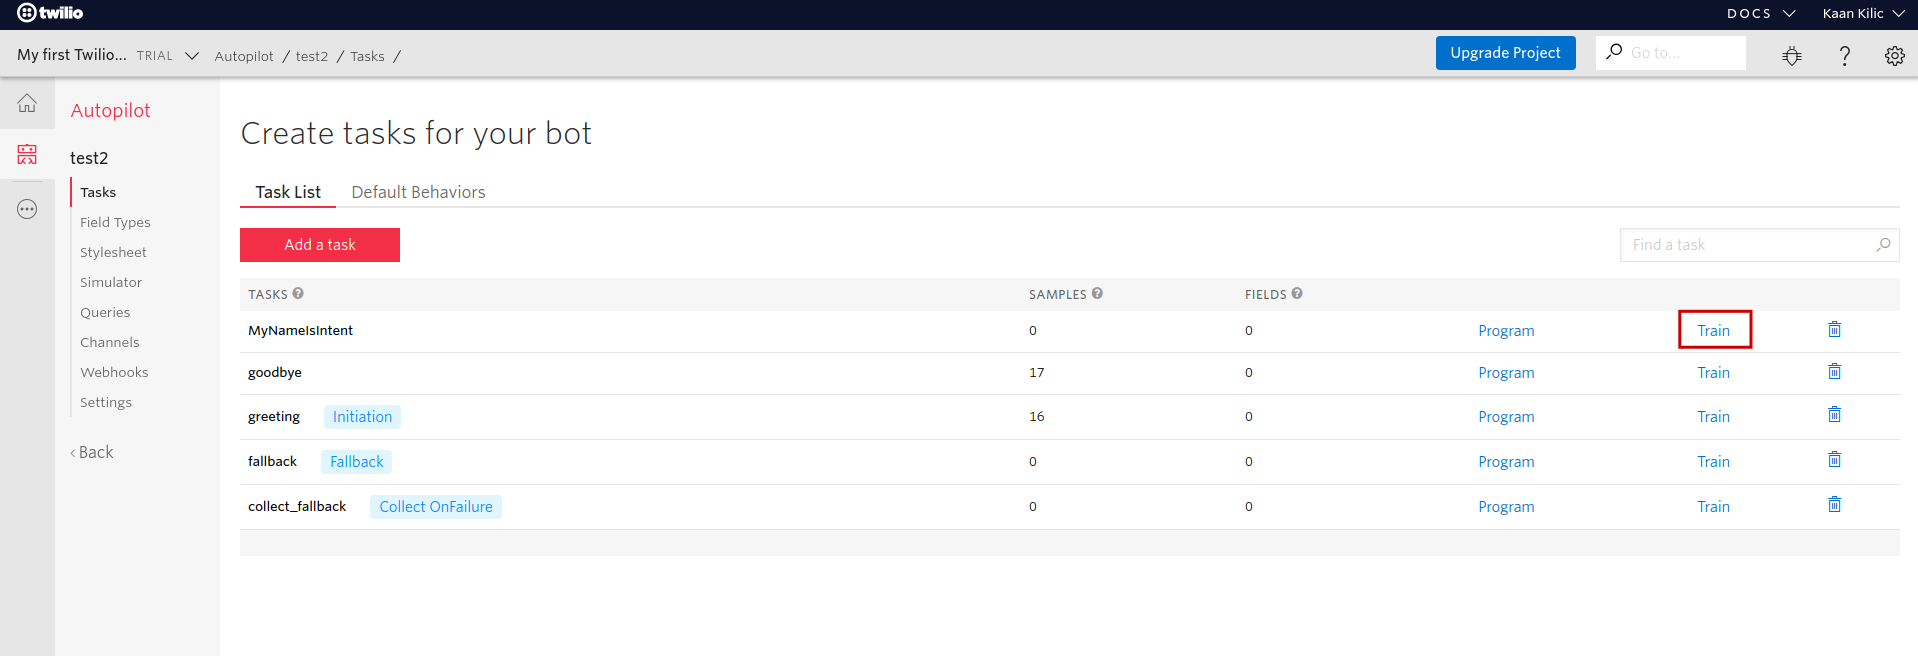 twilio
DOCS Kaan Kilic
My first Twilio... TRIAL Autopilot / test2 / Tasks /
Upgrade Project Go to...
Autopilot
test2
Tasks
Field Types
Stylesheet
Simulator
Queries
Channels
Webhooks
Settings
‹ Back
Create tasks for your bot
Task List Default Behaviors
Add a task Find a task
TASKS SAMPLES FIELDS
MyNameIsIntent 0 0 Program Train
goodbye 17 0 Program Train
greeting Initiation 16 0 Program Train
fallback Fallback 0 0 Program Train
collect_fallback Collect OnFailure 0 0 Program Train